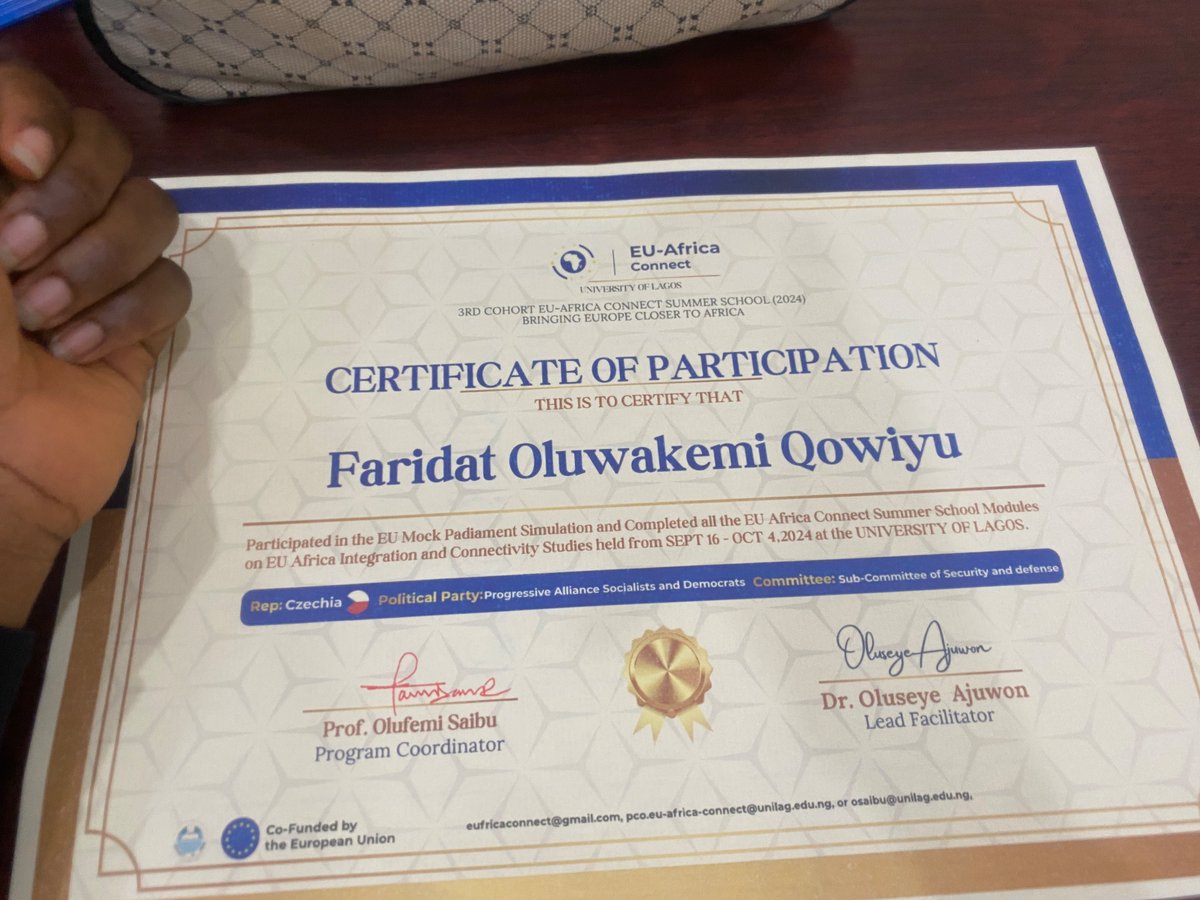 EU-Africa
Connect
UNIVERSITY OF LAGOS
3RD COHORT EU-AFRICA CONNECT SUMMER SCHOOL (2024)
BRINGING EUROPE CLOSER TO AFRICA
CERTIFICATE OF PARTICIPATION
THIS IS TO CERTIFY THAT
Faridat Oluwakemi Qowiyu
Participated in the EU Mock Padiament Simulation and Completed all the EU Africa Connect Summer School Modules
on EU Africa Integration and Connectivity Studies held from SEPT 16 - OCT 4,2024 at the UNIVERSITY OF LAGOS.
Rep: Czechia Political Party:Progressive Alliance Socialists and Democrats Committee: Sub-Committee of Security and defense
Oluseye Ajuwon
Prof. Olufemi Saibu
Program Coordinator
Dr. Oluseye Ajuwon
Lead Facilitator
Co-Funded by
the European Union
eufricaconnect@gmail.com, pco.eu-africa-connect@unilag.edu.ng, or osaibu@unilag.edu.ng,